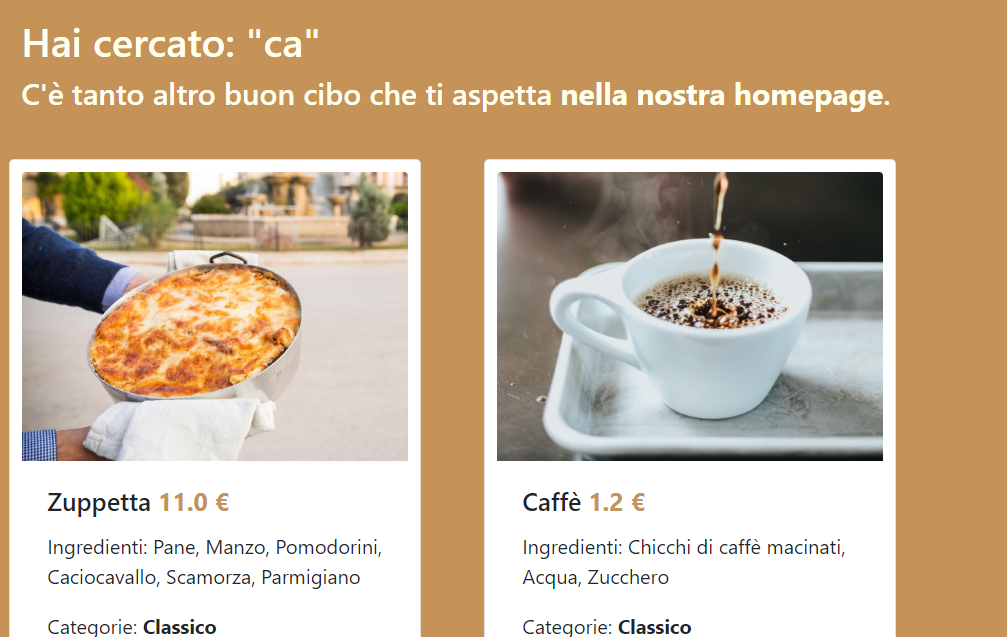 Hai cercato: "ca"
C'è tanto altro buon cibo che ti aspetta nella nostra homepage.
Zuppetta 11.0 €
Ingredienti: Pane, Manzo, Pomodorini,
Caciocavallo, Scamorza, Parmigiano
Categorie: Classico
Caffè 1.2 €
Ingredienti: Chicchi di caffè macinati,
Acqua, Zucchero
Categorie: Classico